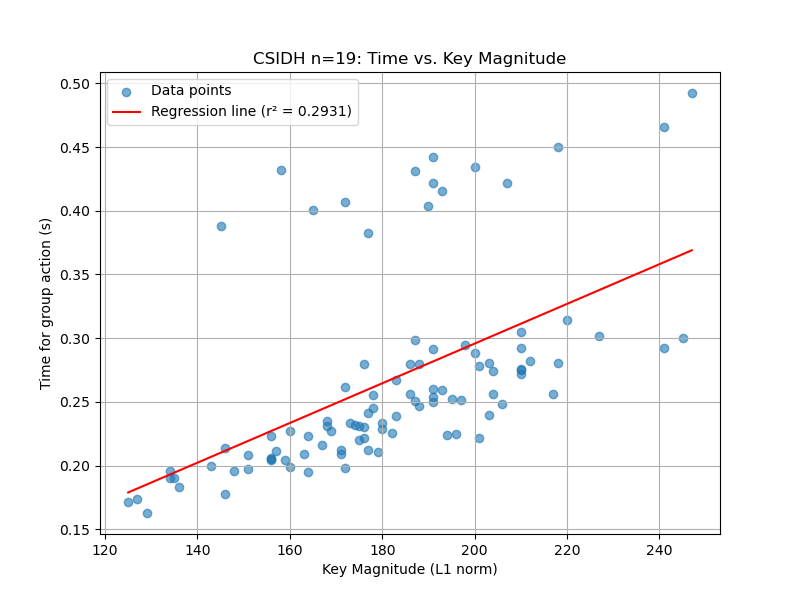 CSIDH n=19: Time vs. Key Magnitude
Data points
Regression line (r² = 0.2931)
0.50
0.45
0.40
0.35
0.30
0.25
0.20
0.15
Time for group action (s)
120 140 160 180 200 220 240
Key Magnitude (L1 norm)